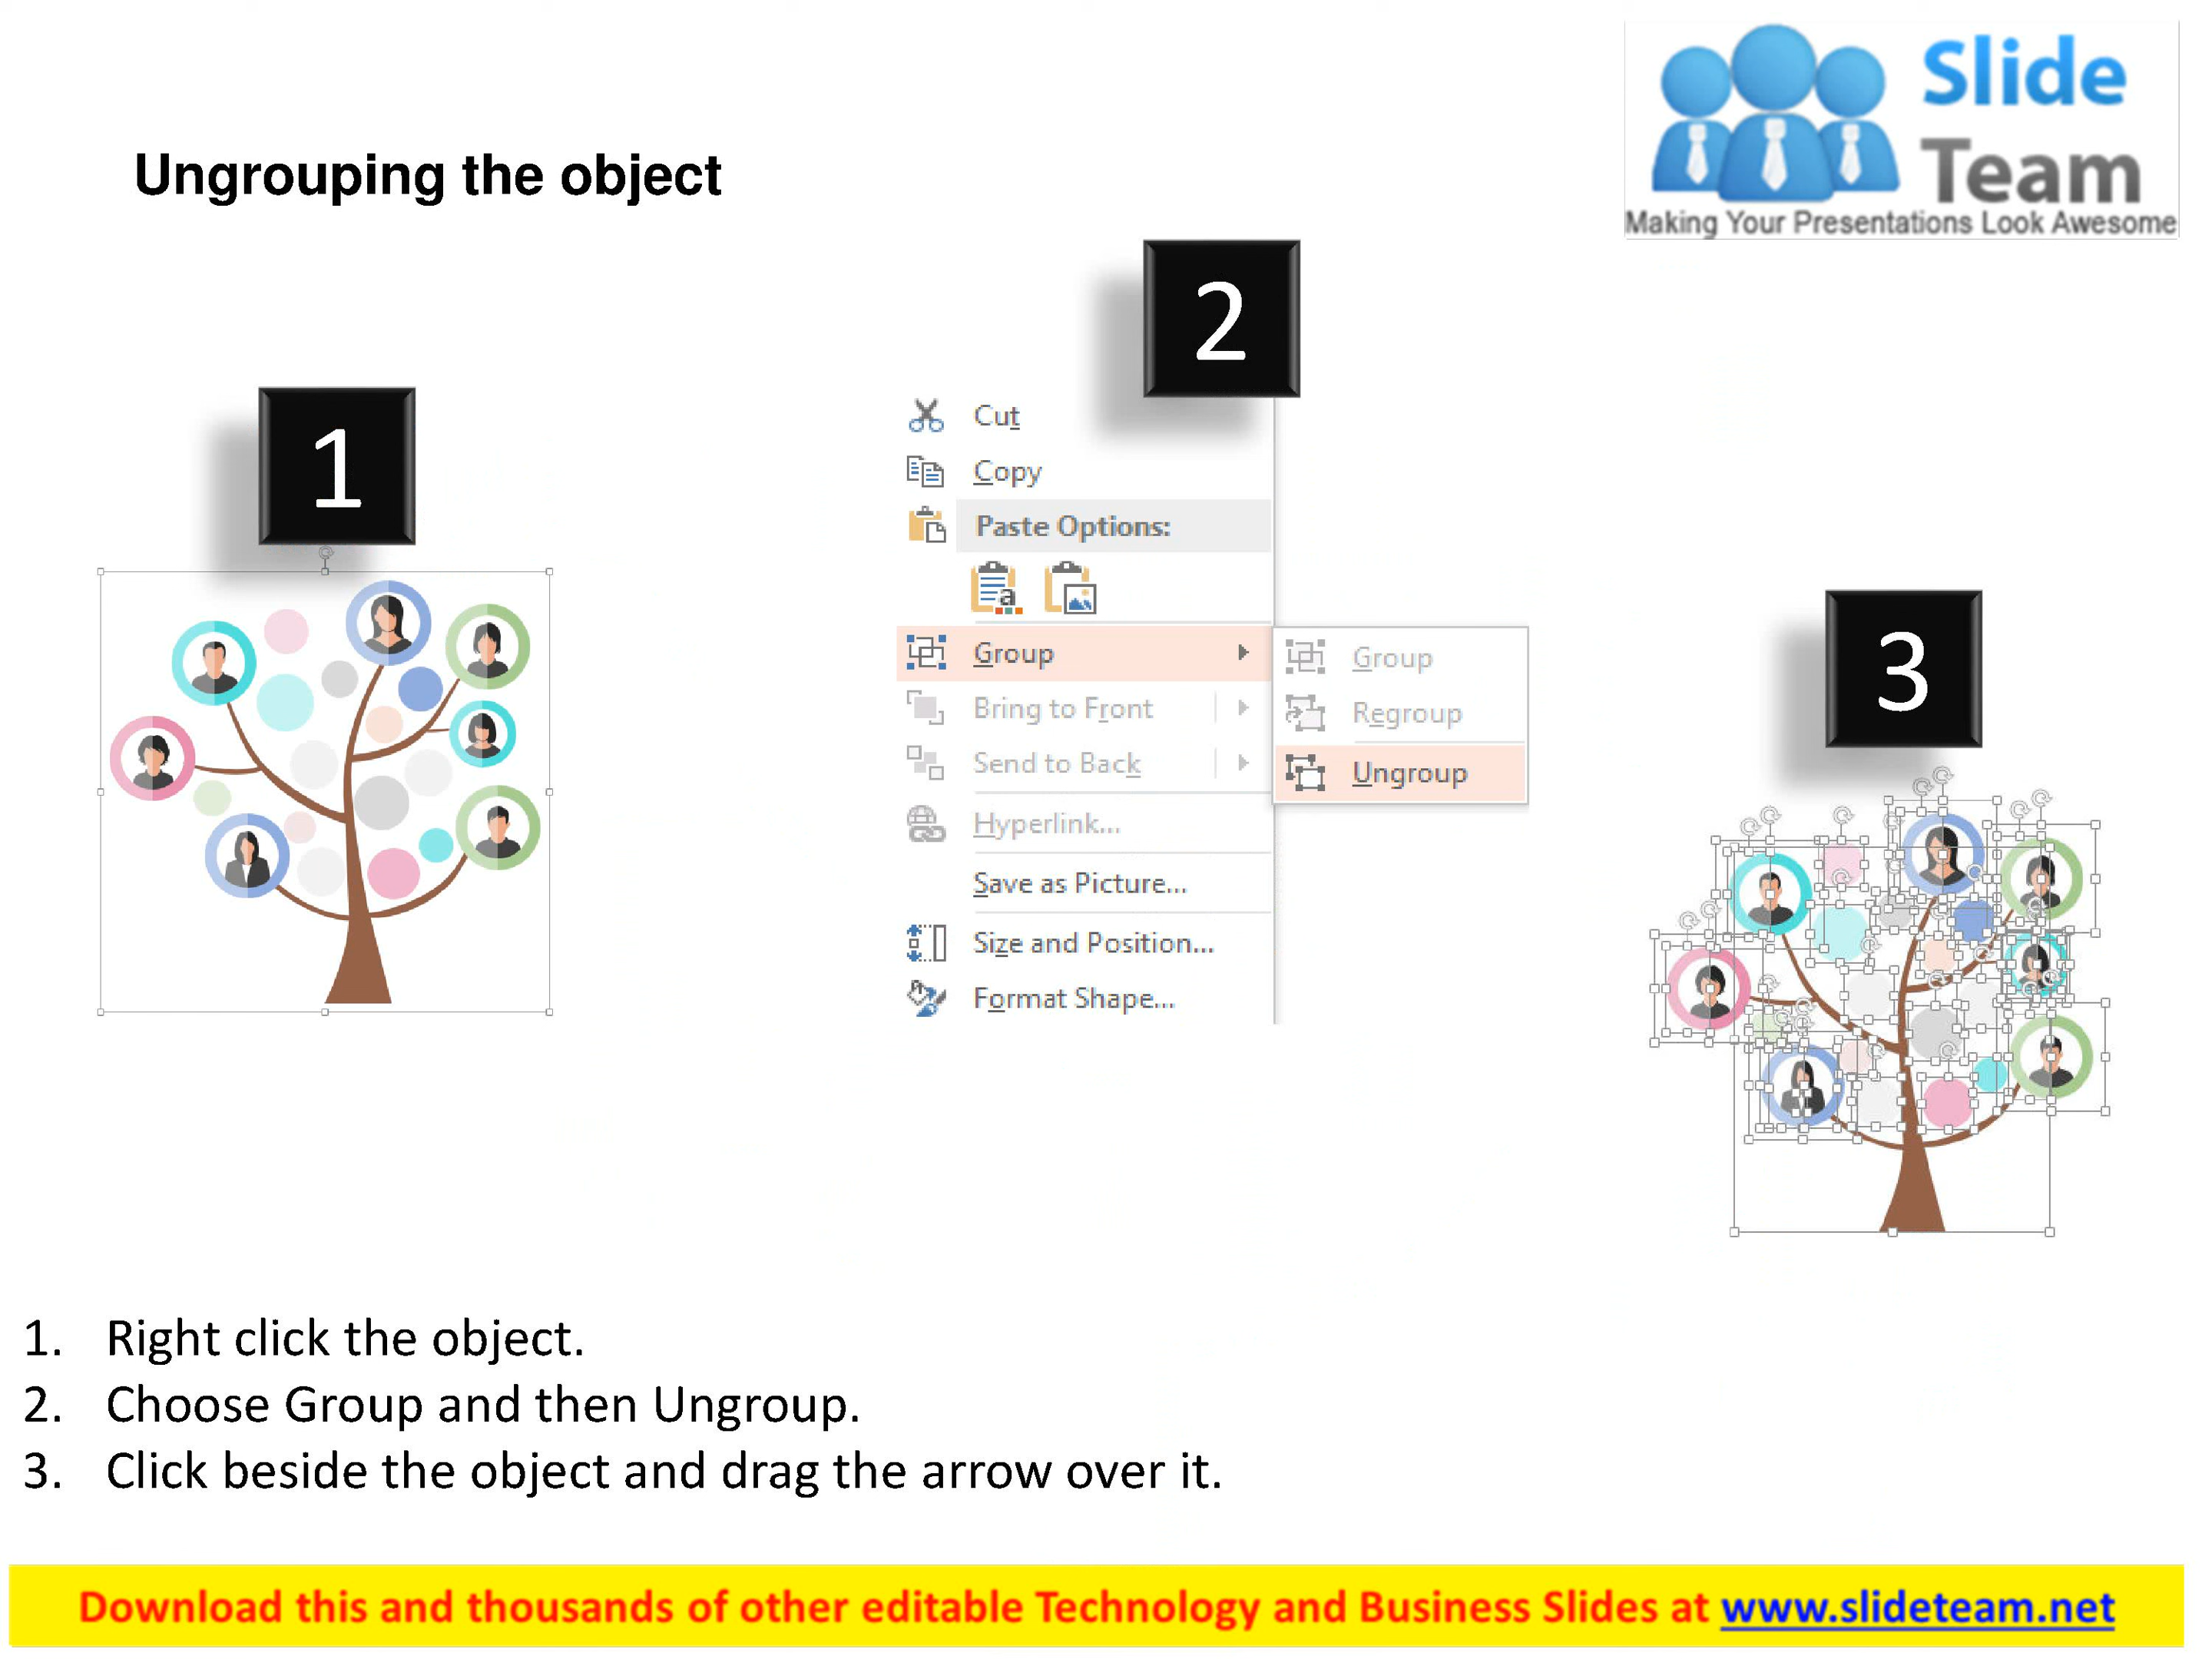 Slide
Team
Making Your Presentations Look Awesome
Ungrouping the object
1
2
3
Cut
Copy
Paste Options:
a
Group
Bring to Front
Send to Back
Hyperlink...
Save as Picture...
Size and Position...
Format Shape...
Group
Regroup
Ungroup
1. Right click the object.
2. Choose Group and then Ungroup.
3. Click beside the object and drag the arrow over it.
Download this and thousands of other editable Technology and Business Slides at www.slideteam.net